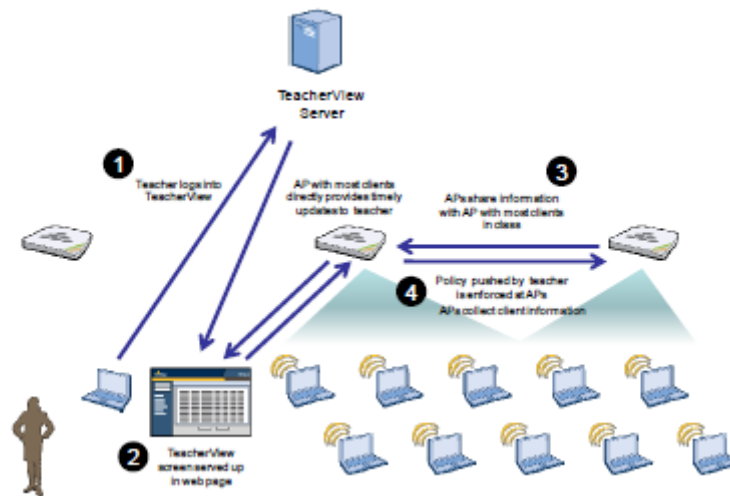 TeacherView
Server
1
Teacher logs into
TeacherView
AP with most clients
directly provides timely
updates to teacher
3
APs share information
with AP with most clients
in class
4
Policy pushed by teacher
is enforced at APs
APs collect client information
2
TeacherView
screen served up
in web page